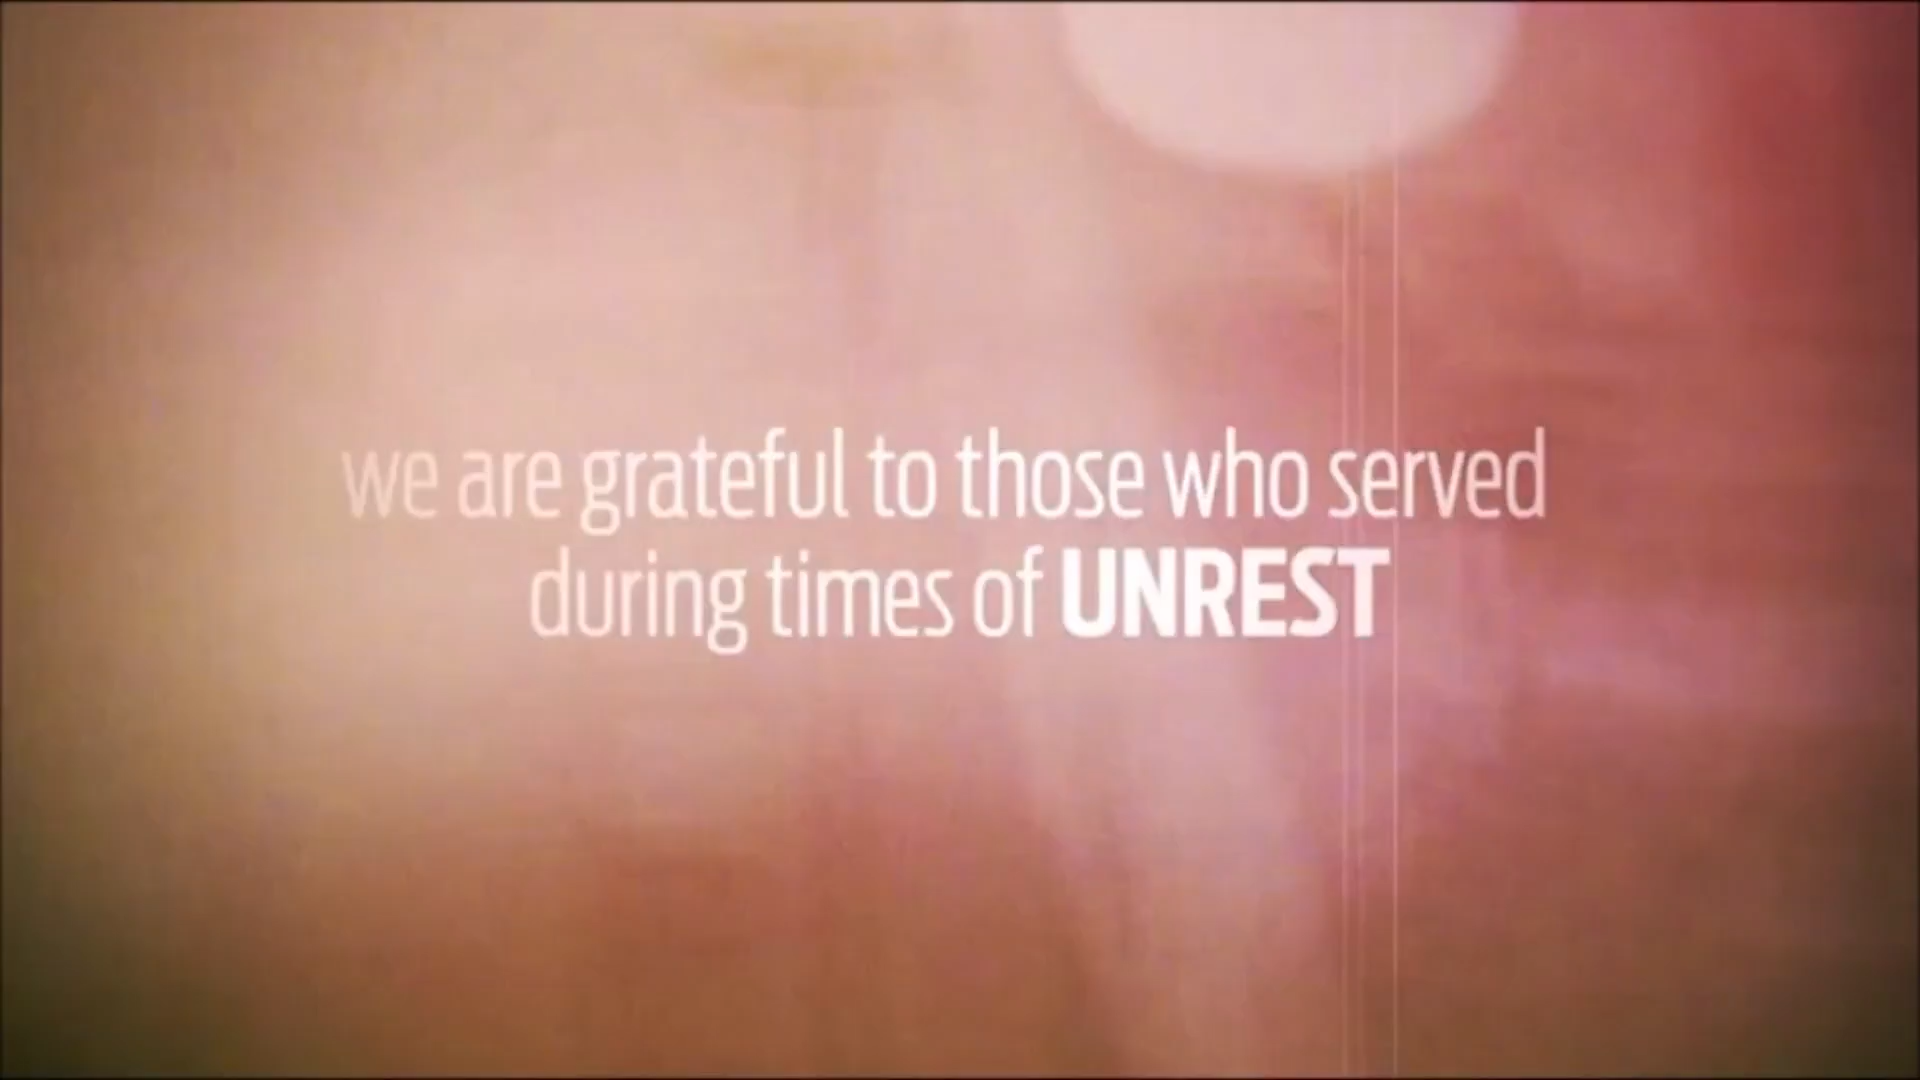 we are grateful to those who served
during times of UNREST